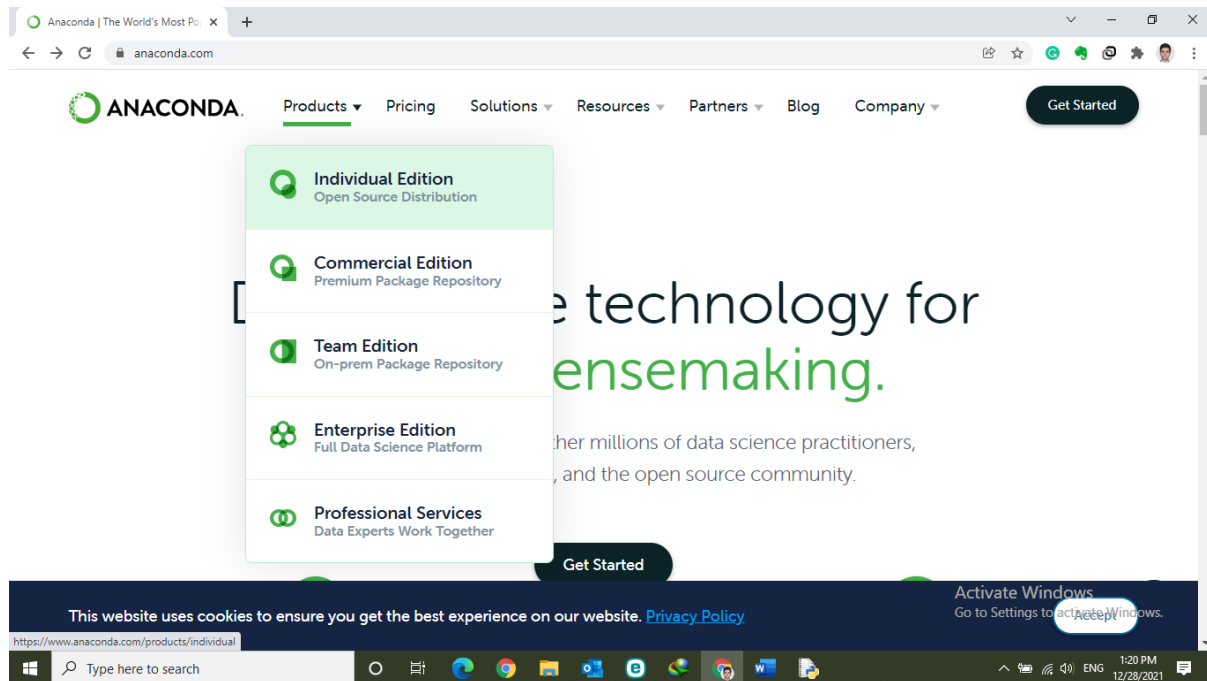 Anaconda | The World's Most Po
anaconda.com
ANACONDA.
Products Pricing Solutions Resources Partners Blog Company Get Started
Individual Edition
Open Source Distribution
Commercial Edition
Premium Package Repository
Team Edition
On-prem Package Repository
Enterprise Edition
Full Data Science Platform
Professional Services
Data Experts Work Together
technology for
ensemaking.
her millions of data science practitioners,
, and the open source community.
Get Started
This website uses cookies to ensure you get the best experience on our website. Privacy Policy
Accept
Activate Windows
Go to Settings to activate Windows.
https://www.anaconda.com/products/individual
Type here to search
ENG
1:20 PM
12/28/2021